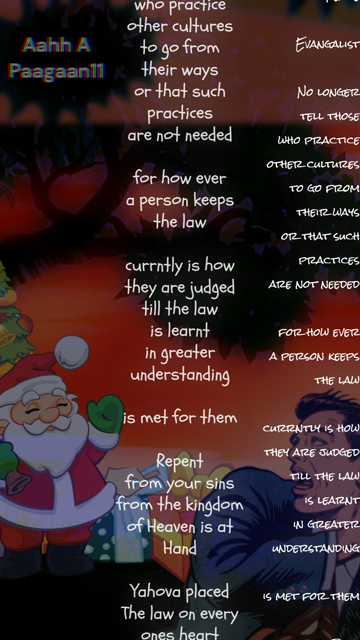 Aahh A
Paagaan11
who practice
other cultures
to go from
their ways
or that such
practices
are not needed
for how ever
a person keeps
the law
currntly is how
they are judged
till the law
is learnt
in greater
understanding
is met for them
Repent
from your sins
from the kingdom
of Heaven is at
Hand
Yahova placed
The law on every
ones heart
Evangalist
No longer
tell those
who practice
other cultures
to go from
their ways
or that such
practices
are not needed
for how ever
a person keeps
the law
currntly is how
they are judged
till the law
is learnt
in greater
understanding
is met for them